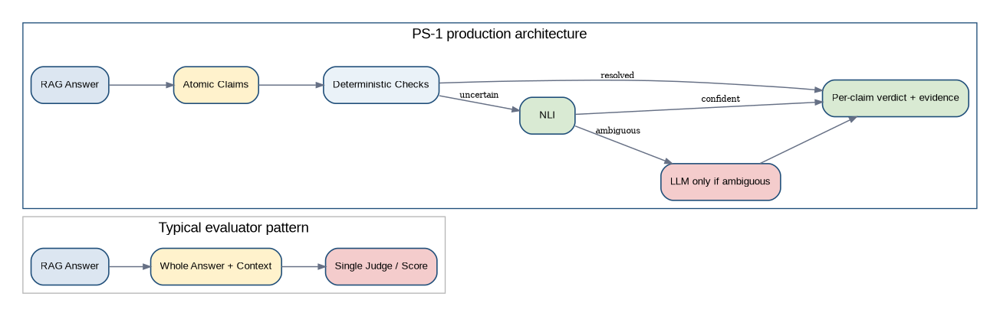 PS-1 production architecture
RAG Answer
Atomic Claims
Deterministic Checks
resolved
uncertain
NLI
confident
ambiguous
Per-claim verdict + evidence
LLM only if ambiguous
Typical evaluator pattern
RAG Answer
Whole Answer + Context
Single Judge / Score